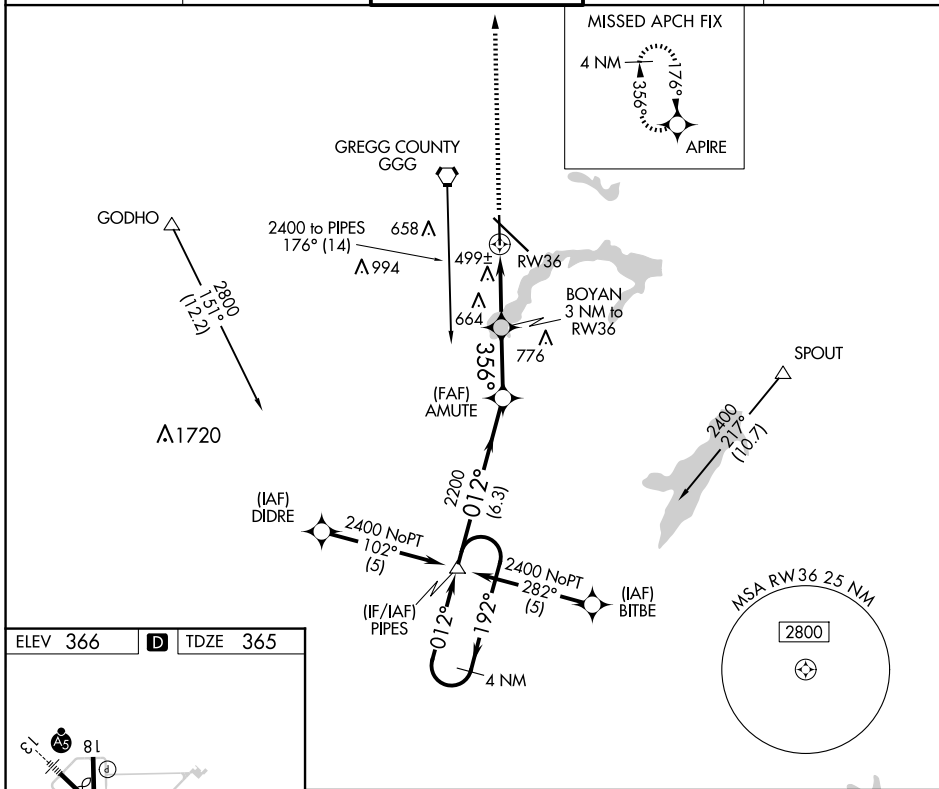 MISSED APCH FIX
4 NM
176°
356°
APIRE
GREGG COUNTY
GGG
GODHO
2400 to PIPES
176° (14)
658
994
499±
RW36
2800
151°
(12.2)
664
BOYAN
3 NM to
RW36
776
356°
SPOUT
(FAF)
AMUTE
2400
217°
(10.7)
1720
2200
012°
(6.3)
(IAF)
DIDRE
2400 NoPT
102°
(5)
2400 NoPT
282°
(5)
(IAF)
BITBE
(IF/IAF)
PIPES
012°
192°
4 NM
MSA RW36 25 NM
2800
ELEV 366
D
TDZE 365
13
A5
18
P